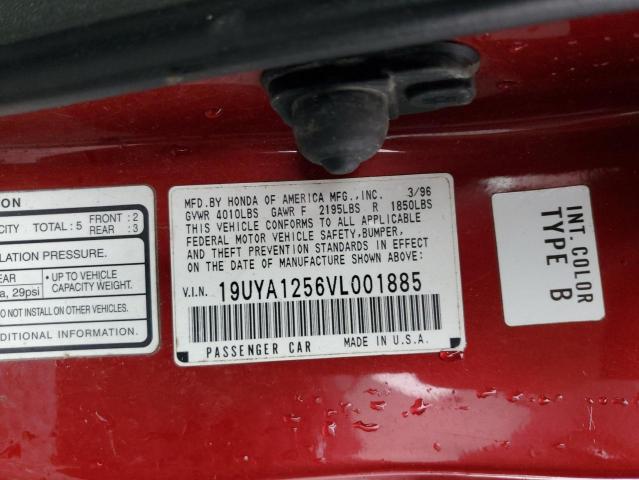 ON
CITY TOTAL: 5 FRONT: 2
REAR : 3
LATION PRESSURE.
EAR
a, 29psi
• UP TO VEHICLE
CAPACITY WEIGHT.
DO NOT INSTALL ON OTHER VEHICLES.
DITIONAL INFORMATION.
MFD.BY HONDA OF AMERICA MFG.,INC. 3/96
GVWR 4010LBS GAWR F 2195LBS R 1850LBS
THIS VEHICLE CONFORMS TO ALL APPLICABLE
FEDERAL MOTOR VEHICLE SAFETY,BUMPER,
AND THEFT PREVENTION STANDARDS IN EFFECT
ON THE DATE OF MANUFACTURE SHOWN ABOVE.
V.I.N. 19UYA1256VL001885
PASSENGER CAR MADE IN U.S.A.
INT. COLOR
TYPE B